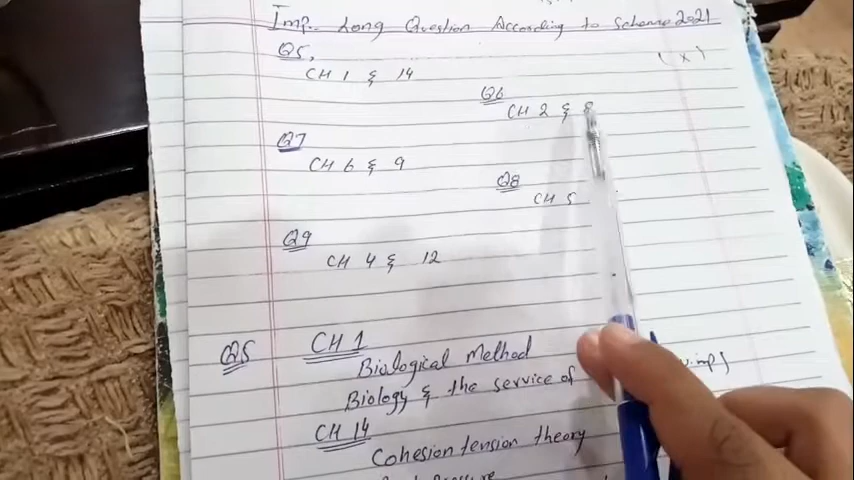 Imp. Long Question According to scheme 2021
(x)
Q5,
CH 1 & 14
Q6
CH 2 & 8
Q7
CH 6 & 9
Q8
CH 5
Q9
CH 4 & 12
Q5 CH 1
Biological Method
Biology & the service of
CH 14
Cohesion tension theory